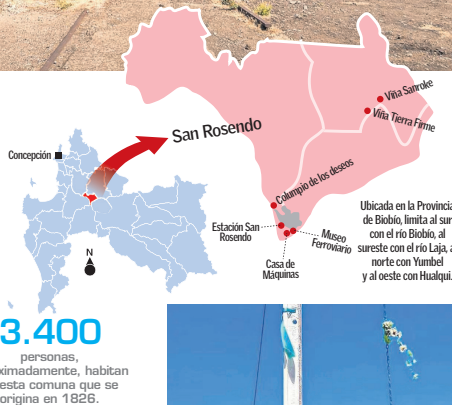 San Rosendo
Concepción
N
Viña Sanroke
Viña Tierra Firme
Columpio de los deseos
Estación San
Rosendo
Casa de
Máquinas
Museo
Ferroviario
Ubicada en la Provincia
de Biobío, limita al sur
con el río Biobío, al
sureste con el río Laja, a
norte con Yumbel
y al oeste con Hualqui.
3.400
personas,
ximadamente, habitan
esta comuna que se
origina en 1826.